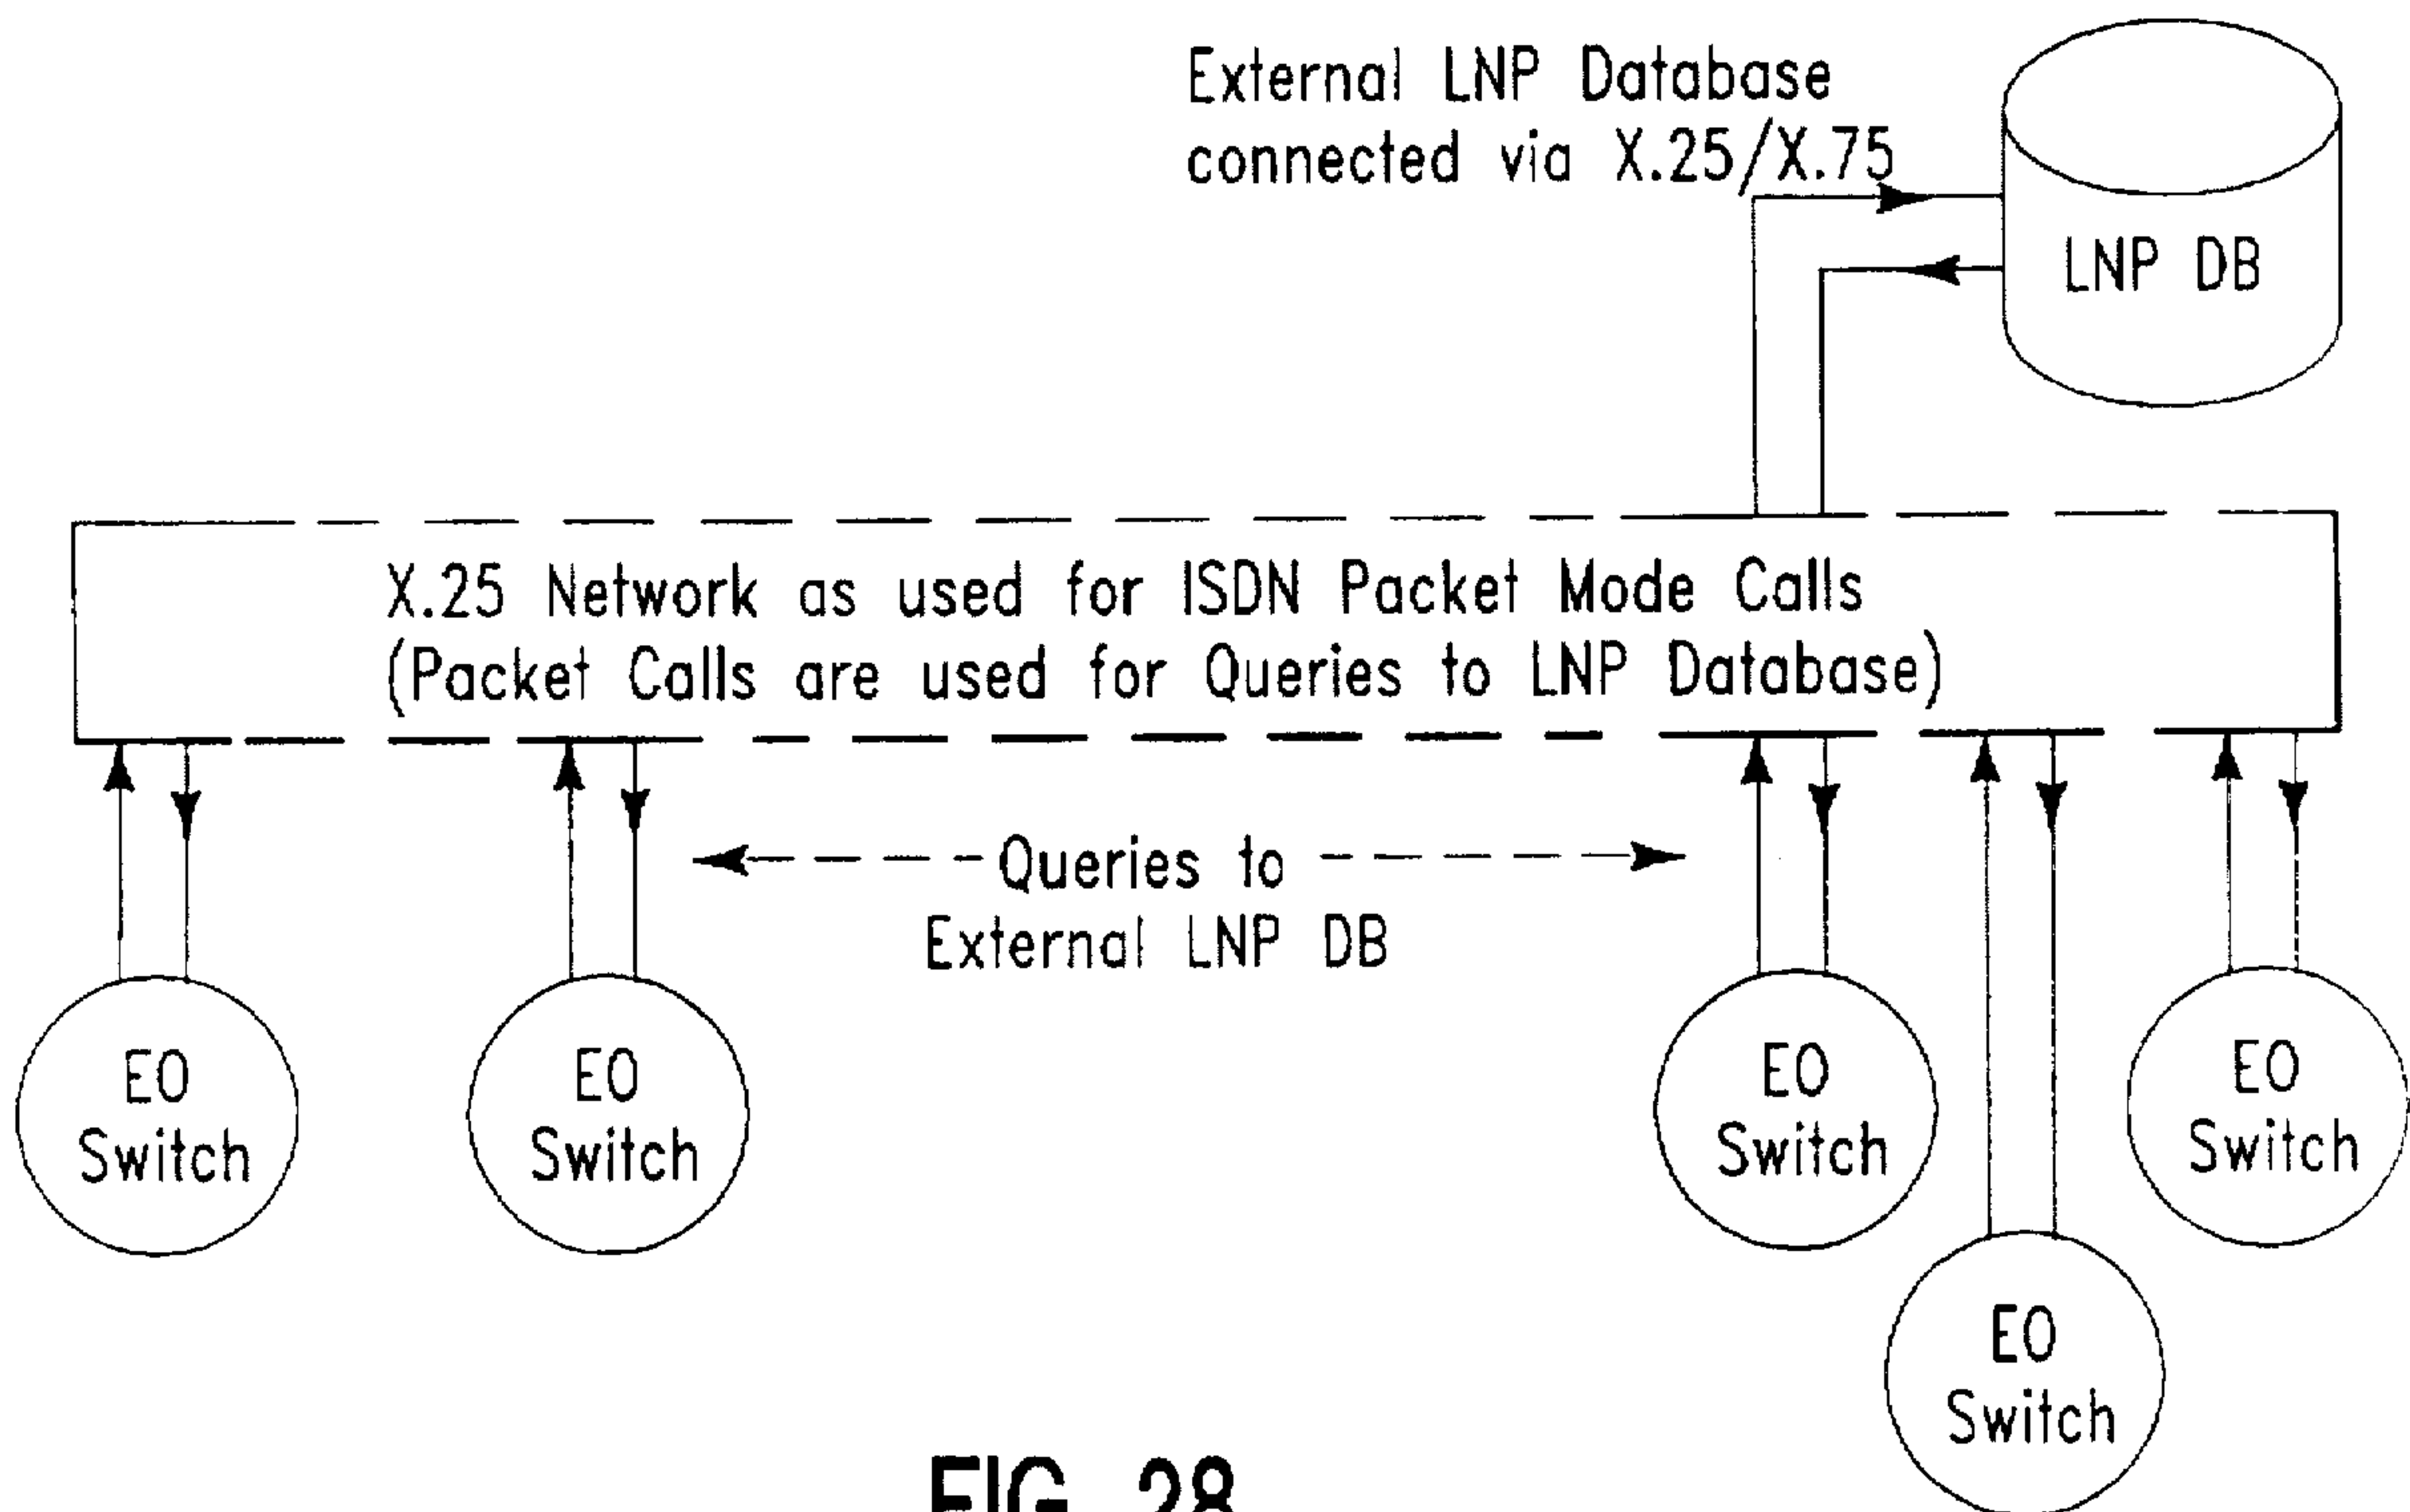 External LNP Database
connected via X.25/X.75
LNP DB
X.25 Network as used for ISDN Packet Mode Calls
(Packet Calls are used for Queries to LNP Database)
Queries to
External LNP DB
EO
Switch
EO
Switch
EO
Switch
EO
Switch
EO
Switch
FIG. 28